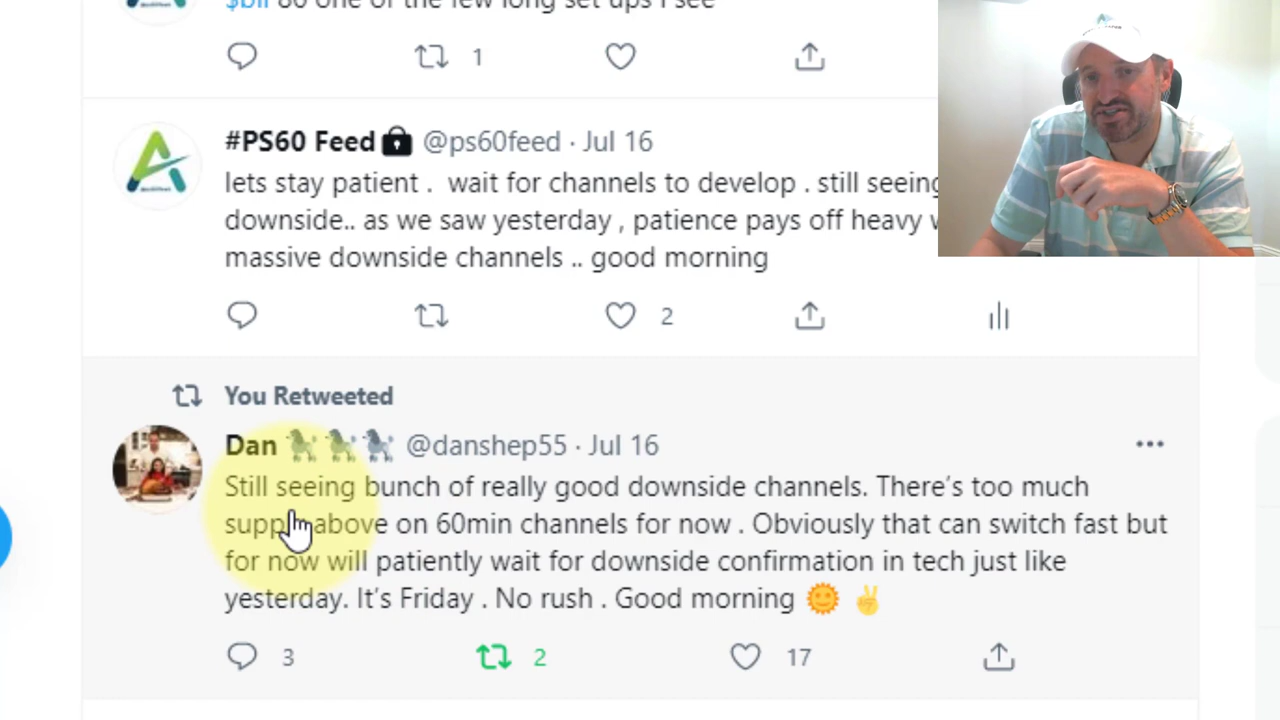 $bll 80 one of the few long set ups I see
1
#PS60 Feed @ps60feed · Jul 16
lets stay patient . wait for channels to develop . still seeing
downside.. as we saw yesterday , patience pays off heavy
massive downside channels .. good morning
2
You Retweeted
Dan @danshep55 · Jul 16
Still seeing bunch of really good downside channels. There's too much
supply above on 60min channels for now . Obviously that can switch fast but
for now will patiently wait for downside confirmation in tech just like
yesterday. It's Friday . No rush . Good morning 🌞 ✌
3 2 17